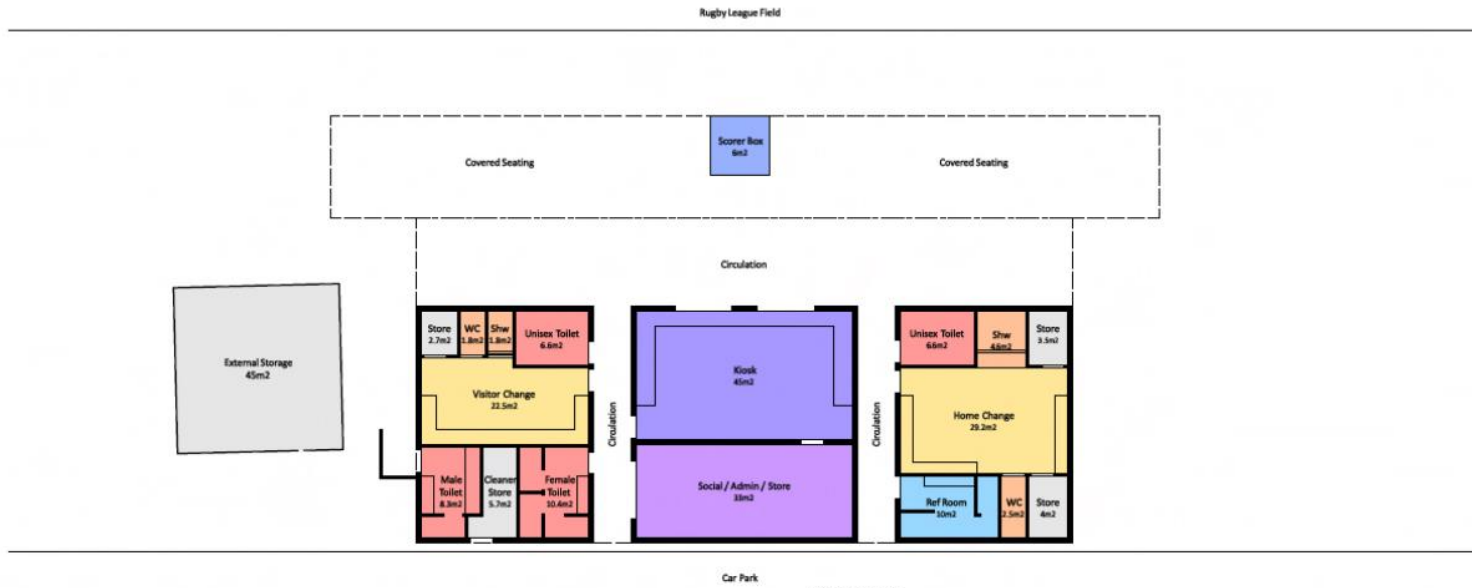 Rugby League Field
Scorer Box
6m2
Covered Seating
Covered Seating
Circulation
External Storage
45m2
Store
2.7m2
WC
1.8m2
Shw
1.8m2
Unisex Toilet
6.6m2
Visitor Change
22.5m2
Male
Toilet
8.3m2
Cleaner
Store
5.7m2
Female
Toilet
10.4m2
Circulation
Kiosk
45m2
Social / Admin / Store
33m2
Circulation
Unisex Toilet
6.6m2
Shw
4.6m2
Store
3.5m2
Home Change
29.2m2
Ref Room
10m2
WC
2.5m2
Store
4m2
Car Park